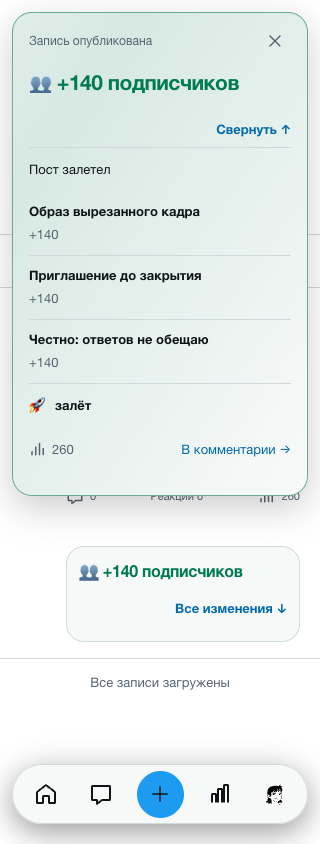 Запись опубликована
👥 +140 подписчиков
Свернуть ↑
Пост залетел
Образ вырезанного кадра
+140
Приглашение до закрытия
+140
Честно: ответов не обещаю
+140
🚀 залёт
260
В комментарии →
0 Реакции 0 260
👥 +140 подписчиков
Все изменения ↓
Все записи загружены